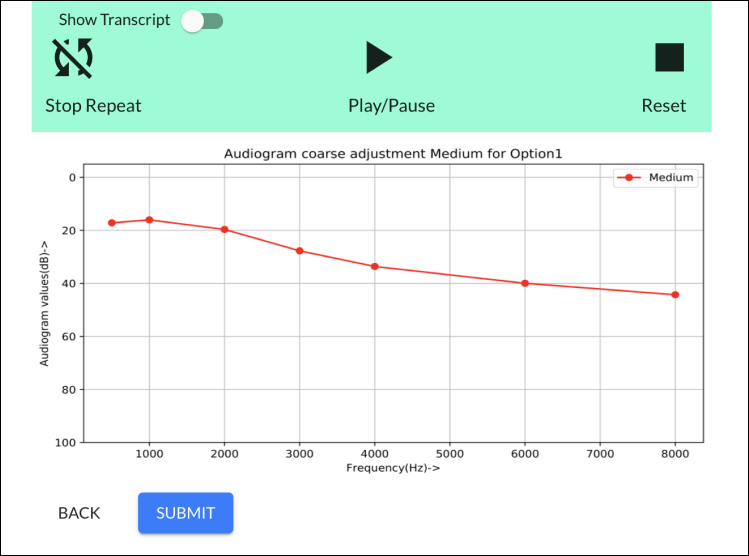 Show Transcript
Stop Repeat
Play/Pause
Reset
Audiogram coarse adjustment Medium for Option1
Medium
0
20
40
60
80
100
Audiogram values(dB)->
1000 2000 3000 4000 5000 6000 7000 8000
Frequency(Hz)->
BACK SUBMIT